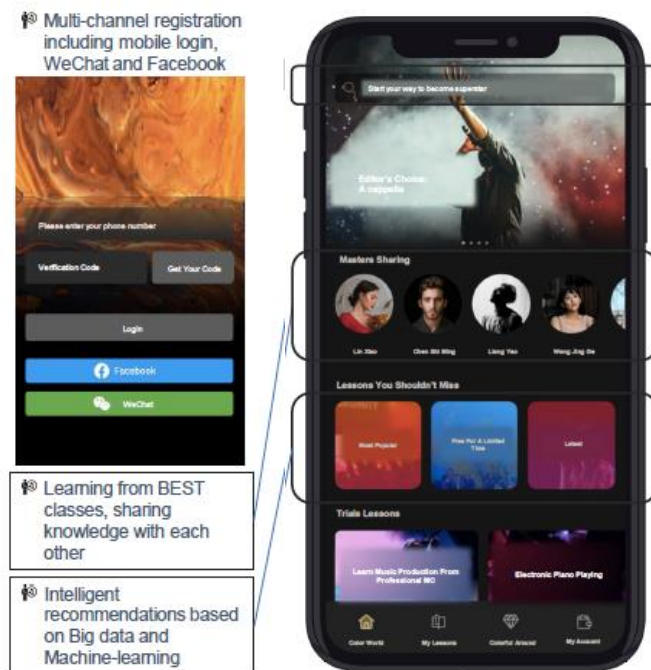 Multi-channel registration
including mobile login,
WeChat and Facebook
Please enter your phone number
Verification Code
Get Your Code
Login
Facebook
WeChat
Learning from BEST
classes, sharing
knowledge with each
other
Intelligent
recommendations based
on Big data and
Machine-learning
Start your way to become superstar
Editor's Choice:
A cappella
Masters Sharing
Lin Xiao
Chen Shi Ming
Liang Yao
Wong Jing Ge
Lessons You Shouldn't Miss
Most Popular
Free For A Limited
Time
Latest
Trials Lessons
Learn Music Production From
Professional MC
Electronic Piano Playing
Color World
My Lessons
Colorful Around
My Account